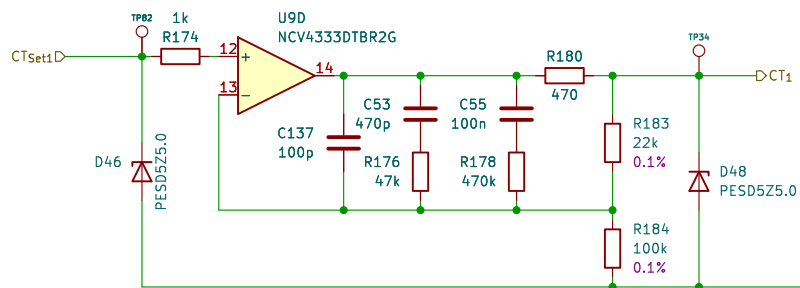 TP82
1k
R174
CTSet1
U9D
NCV4333DTBR2G
12
+
13
−
14
TP34
R180
470
CT1
C53
470p
C55
100n
C137
100p
R176
47k
R178
470k
R183
22k
0.1%
D46
PESD5Z5.0
D48
PESD5Z5.0
R184
100k
0.1%